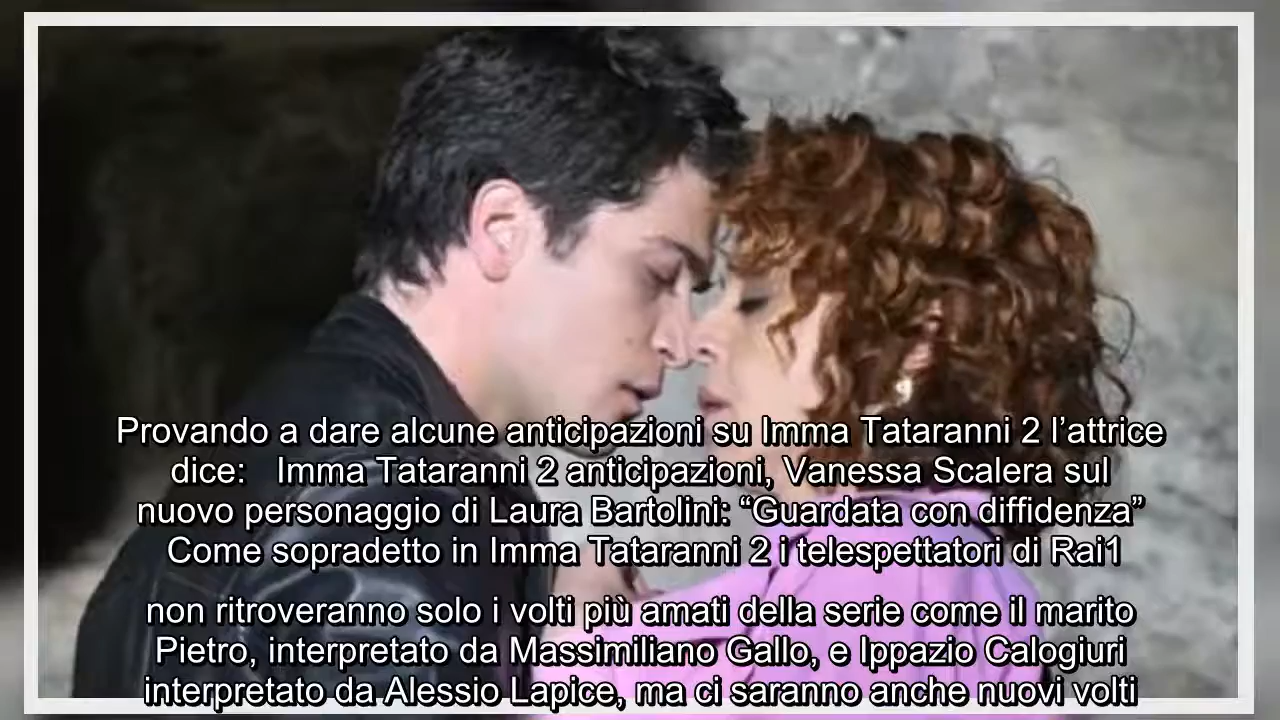 Provando a dare alcune anticipazioni su Imma Tataranni 2 l’attrice
dice: Imma Tataranni 2 anticipazioni, Vanessa Scalera sul
nuovo personaggio di Laura Bartolini: “Guardata con diffidenza”
Come sopradetto in Imma Tataranni 2 i telespettatori di Rai1
non ritroveranno solo i volti più amati della serie come il marito
Pietro, interpretato da Massimiliano Gallo, e Ippazio Calogiuri
interpretato da Alessio Lapice, ma ci saranno anche nuovi volti